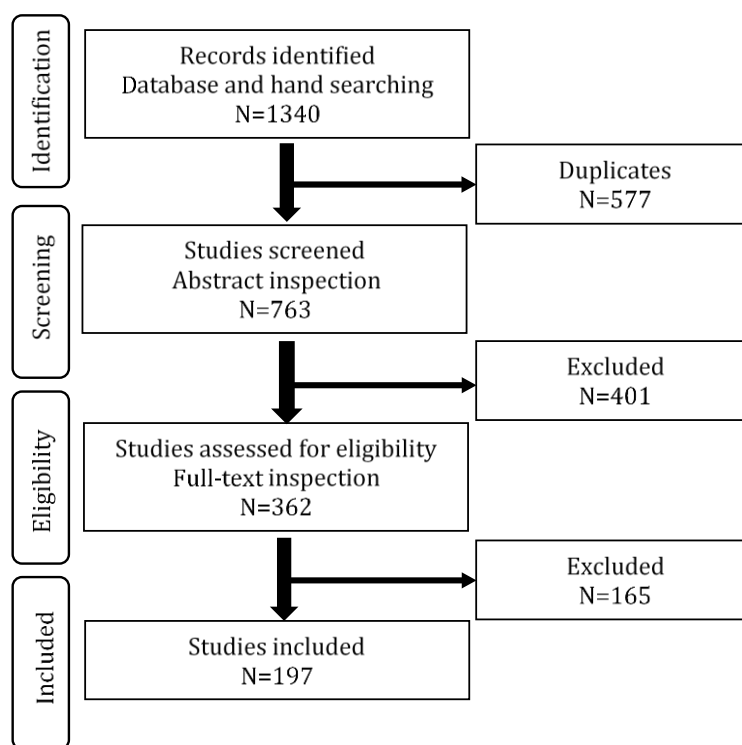 Identification
Records identified
Database and hand searching
N=1340
Duplicates
N=577
Screening
Studies screened
Abstract inspection
N=763
Excluded
N=401
Eligibility
Studies assessed for eligibility
Full-text inspection
N=362
Excluded
N=165
Included
Studies included
N=197